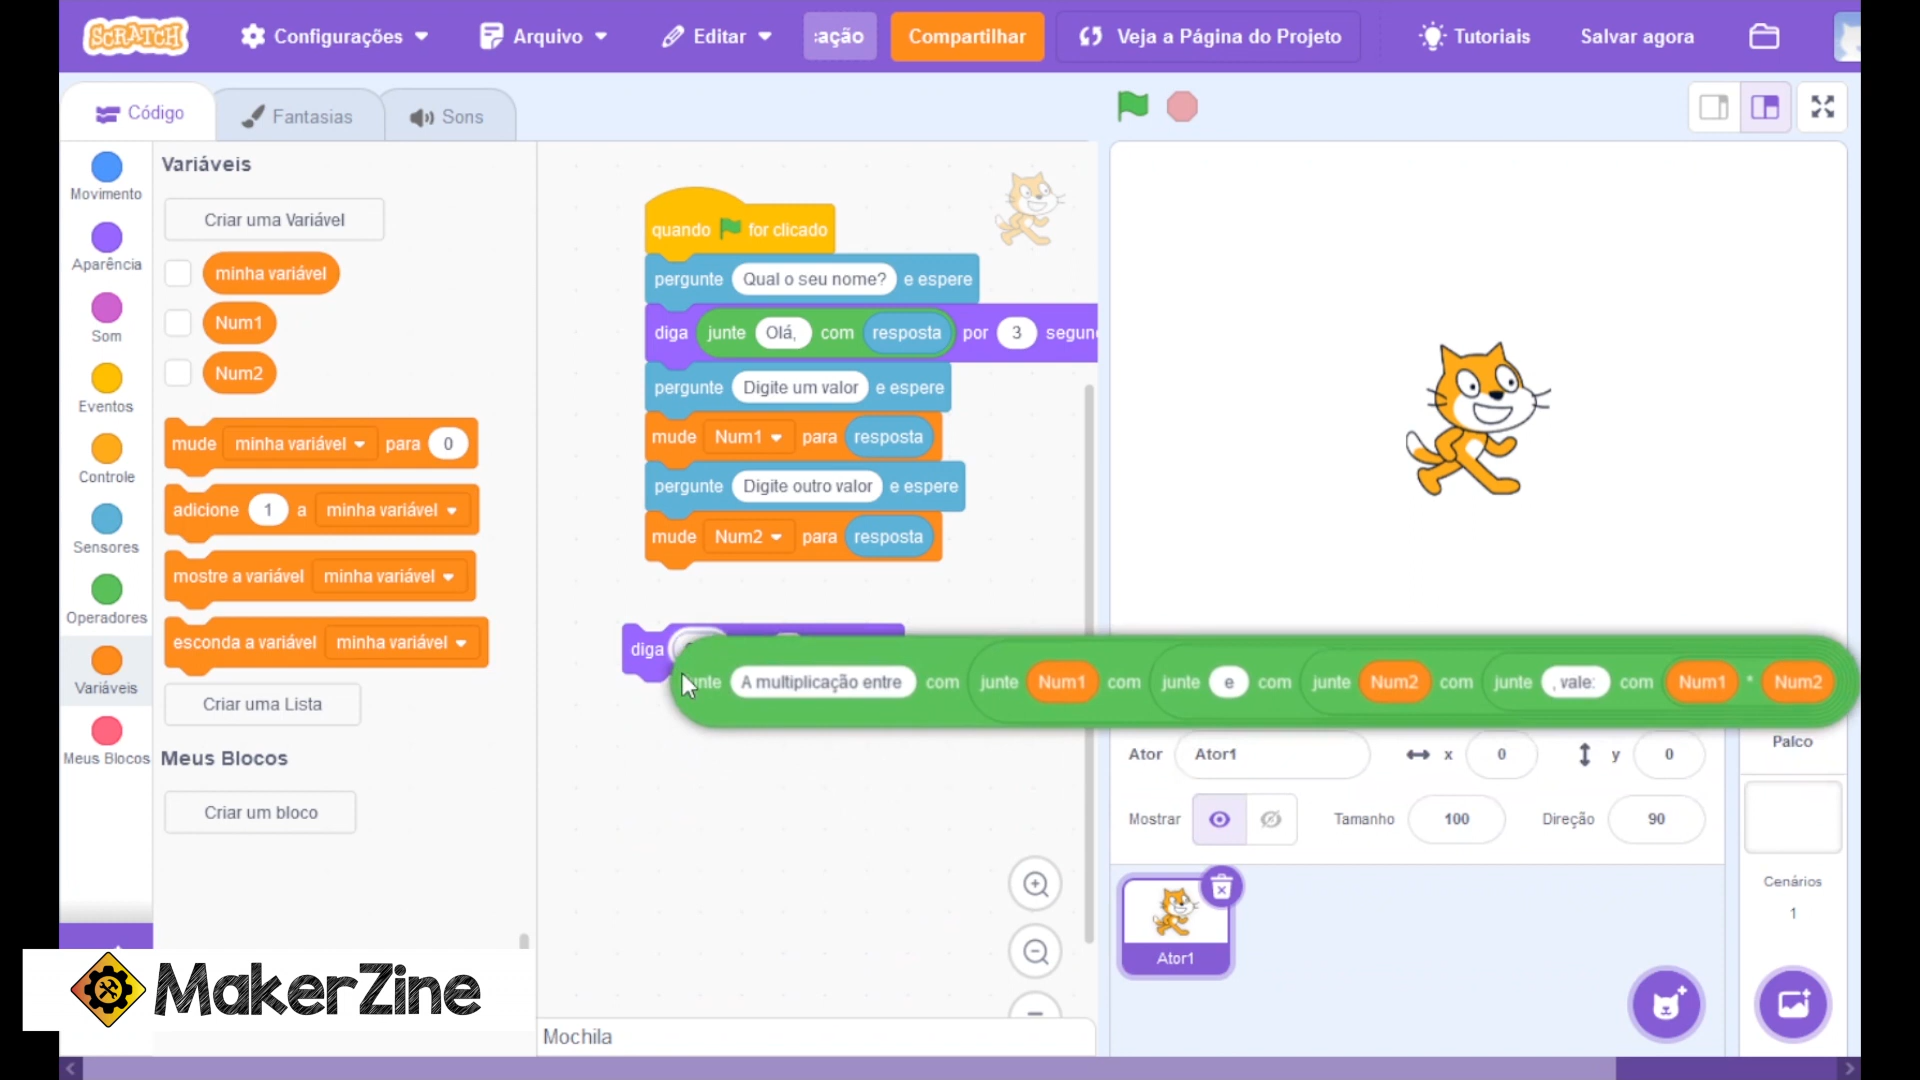 SCRATCH
Configurações
Arquivo
Editar
:ação
Compartilhar
Veja a Página do Projeto
Tutoriais
Salvar agora
Código
Fantasias
Sons
Movimento
Aparência
Som
Eventos
Controle
Sensores
Operadores
Variáveis
Meus Blocos
Variáveis
Criar uma Variável
minha variável
Num1
Num2
mude minha variável para 0
adicione 1 a minha variável
mostre a variável minha variável
esconda a variável minha variável
Criar uma Lista
Meus Blocos
Criar um bloco
quando for clicado
pergunte Qual o seu nome? e espere
diga junte Olá, com resposta por 3 segun
pergunte Digite um valor e espere
mude Num1 para resposta
pergunte Digite outro valor e espere
mude Num2 para resposta
diga
nte A multiplicação entre com junte Num1 com junte e com junte Num2 com junte , vale: com Num1 * Num2
Ator Ator1 x 0 y 0
Mostrar Tamanho 100 Direção 90
Ator1
Palco
Cenários
1
Mochila
MakerZine